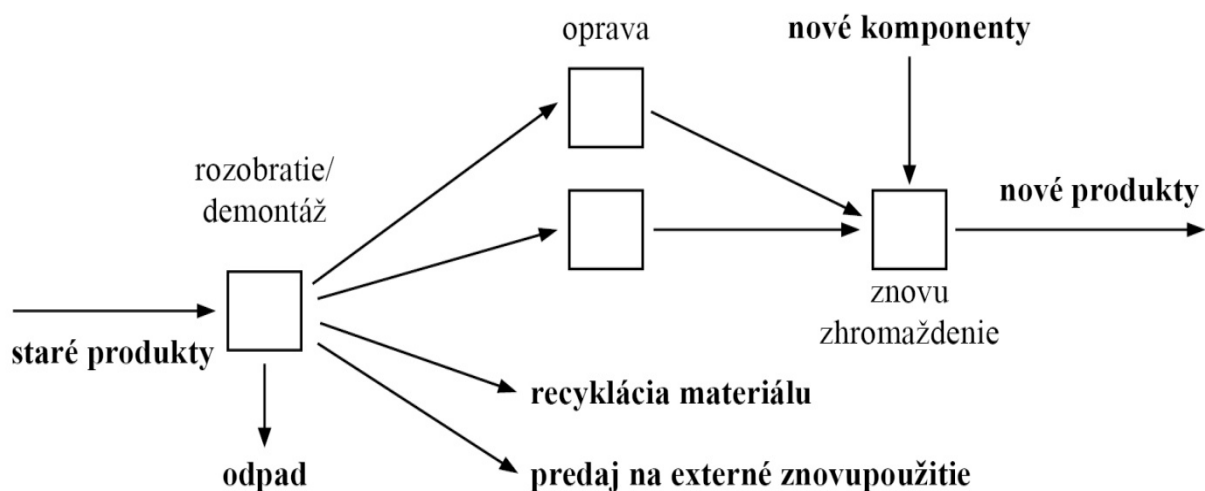 oprava
nové komponenty
rozobratie/
demontáž
nové produkty
znovu
zhromaždenie
staré produkty
recyklácia materiálu
odpad
predaj na externé znovupoužitie